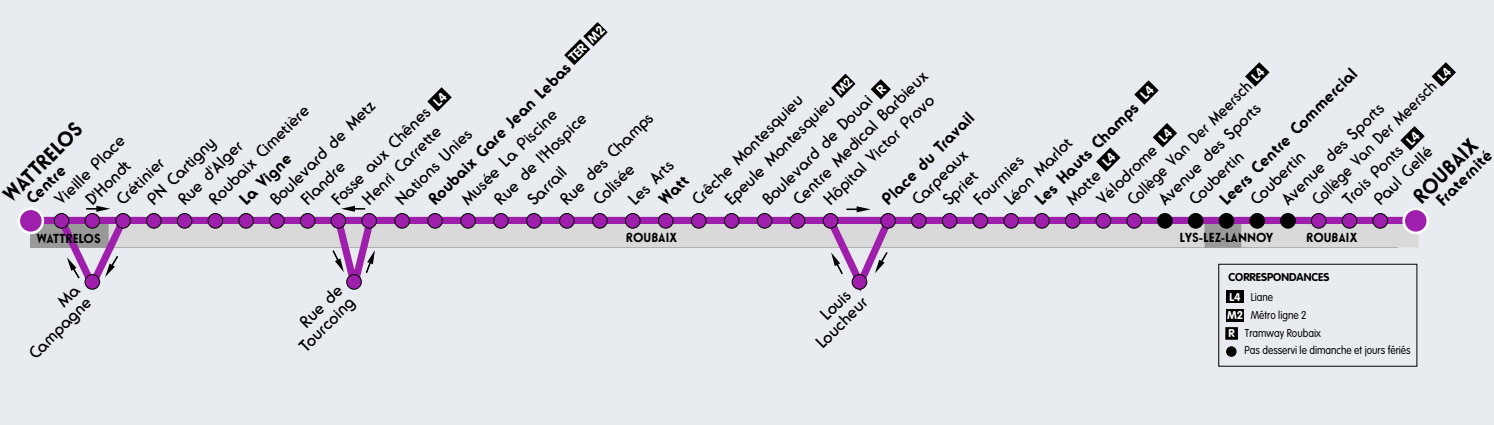 WATTRELOS
Centre
Vieille Place
D'Hondt
Crétinier
PN Cartigny
Rue d'Alger
Roubaix Cimetière
La Vigne
Boulevard de Metz
Flandre
Fosse aux Chênes L4
Henri Carrette
Nations Unies
Roubaix Gare Jean Lebas TER M2
Musée La Piscine
Rue de l'Hospice
Sarrail
Rue des Champs
Colisée
Les Arts
Watt
Crèche Montesquieu
Epeule Montesquieu M2
Boulevard de Douai R
Centre Medical Barbieux
Hôpital Victor Provo
Place du Travail
Carpeaux
Spriet
Fourmies
Léon Marlot
Les Hauts Champs L4
Motte L4
Vélodrome L4
Collège Van Der Meersch L4
Avenue des Sports
Coubertin
Leers Centre Commercial
Coubertin
Avenue des Sports
Collège Van Der Meersch L4
Trois Ponts L4
Paul Gellé
ROUBAIX
Fraternité
WATTRELOS
ROUBAIX
LYS-LEZ-LANNOY
ROUBAIX
Ma
Campagne
Rue de
Tourcoing
Louis
Loucheur
CORRESPONDANCES
L4 Liane
M2 Métro ligne 2
R Tramway Roubaix
Pas desservi le dimanche et jours fériés